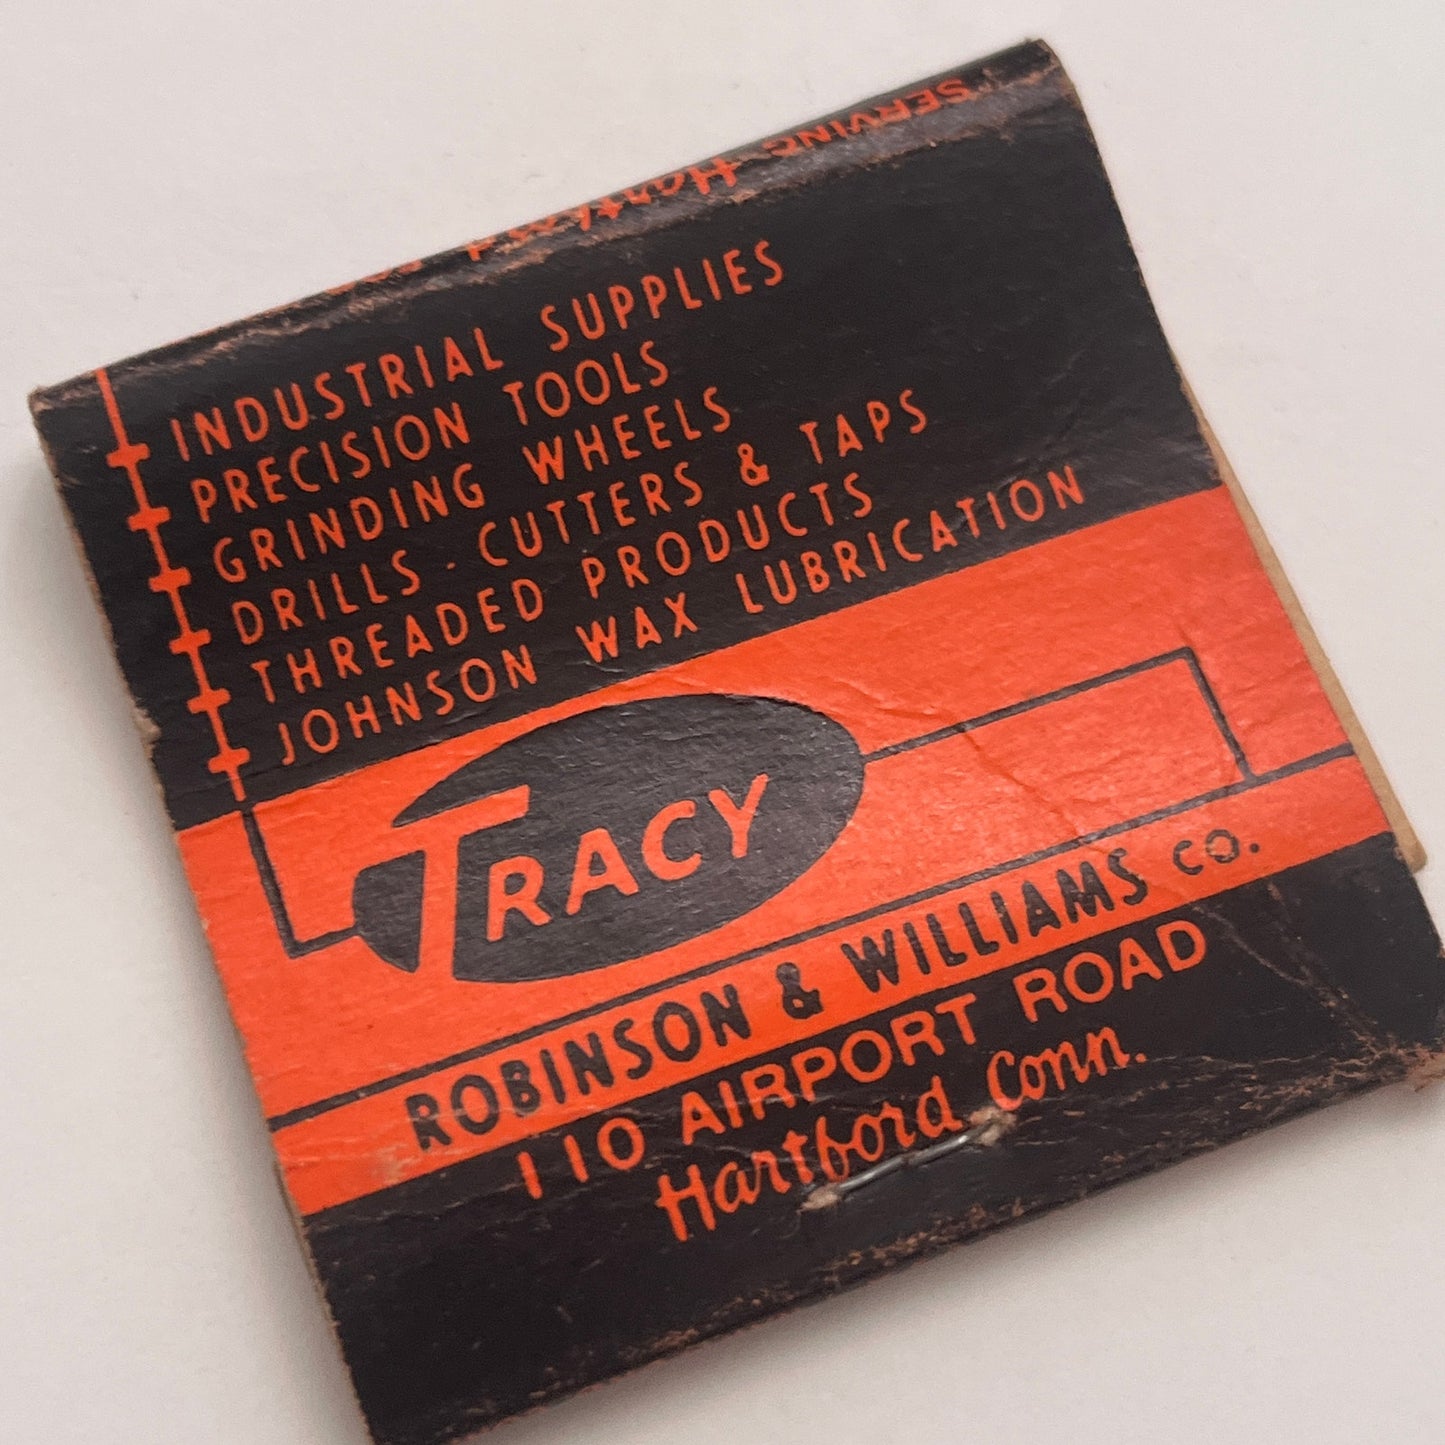 SERVING Hartford
INDUSTRIAL SUPPLIES
PRECISION TOOLS
GRINDING WHEELS
DRILLS - CUTTERS & TAPS
THREADED PRODUCTS
JOHNSON WAX LUBRICATION
TRACY
ROBINSON & WILLIAMS CO.
110 AIRPORT ROAD
Hartford Conn.